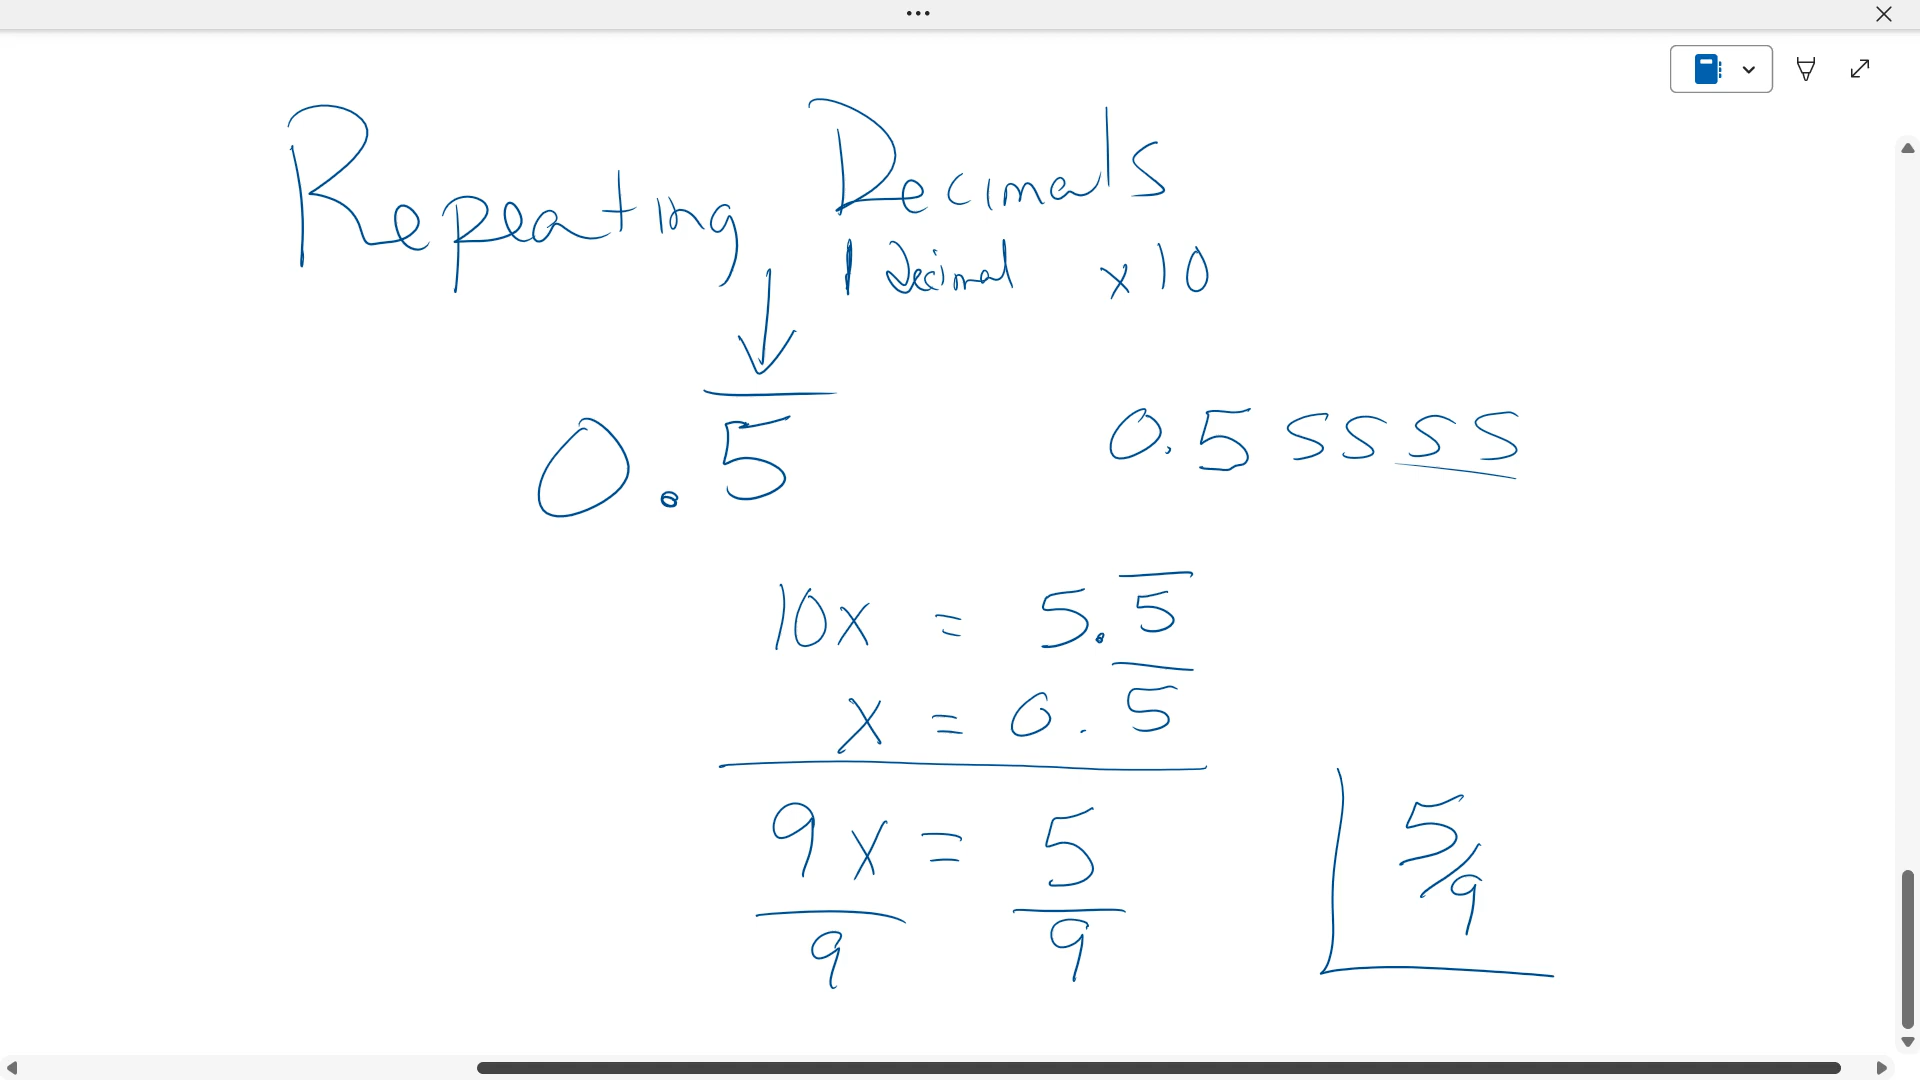 Repeating Decimals
1 Decimal x10
0.5̅ 0.555555
10x = 5.5̅
x = 0.5̅
9x = 5
9 9
5/9